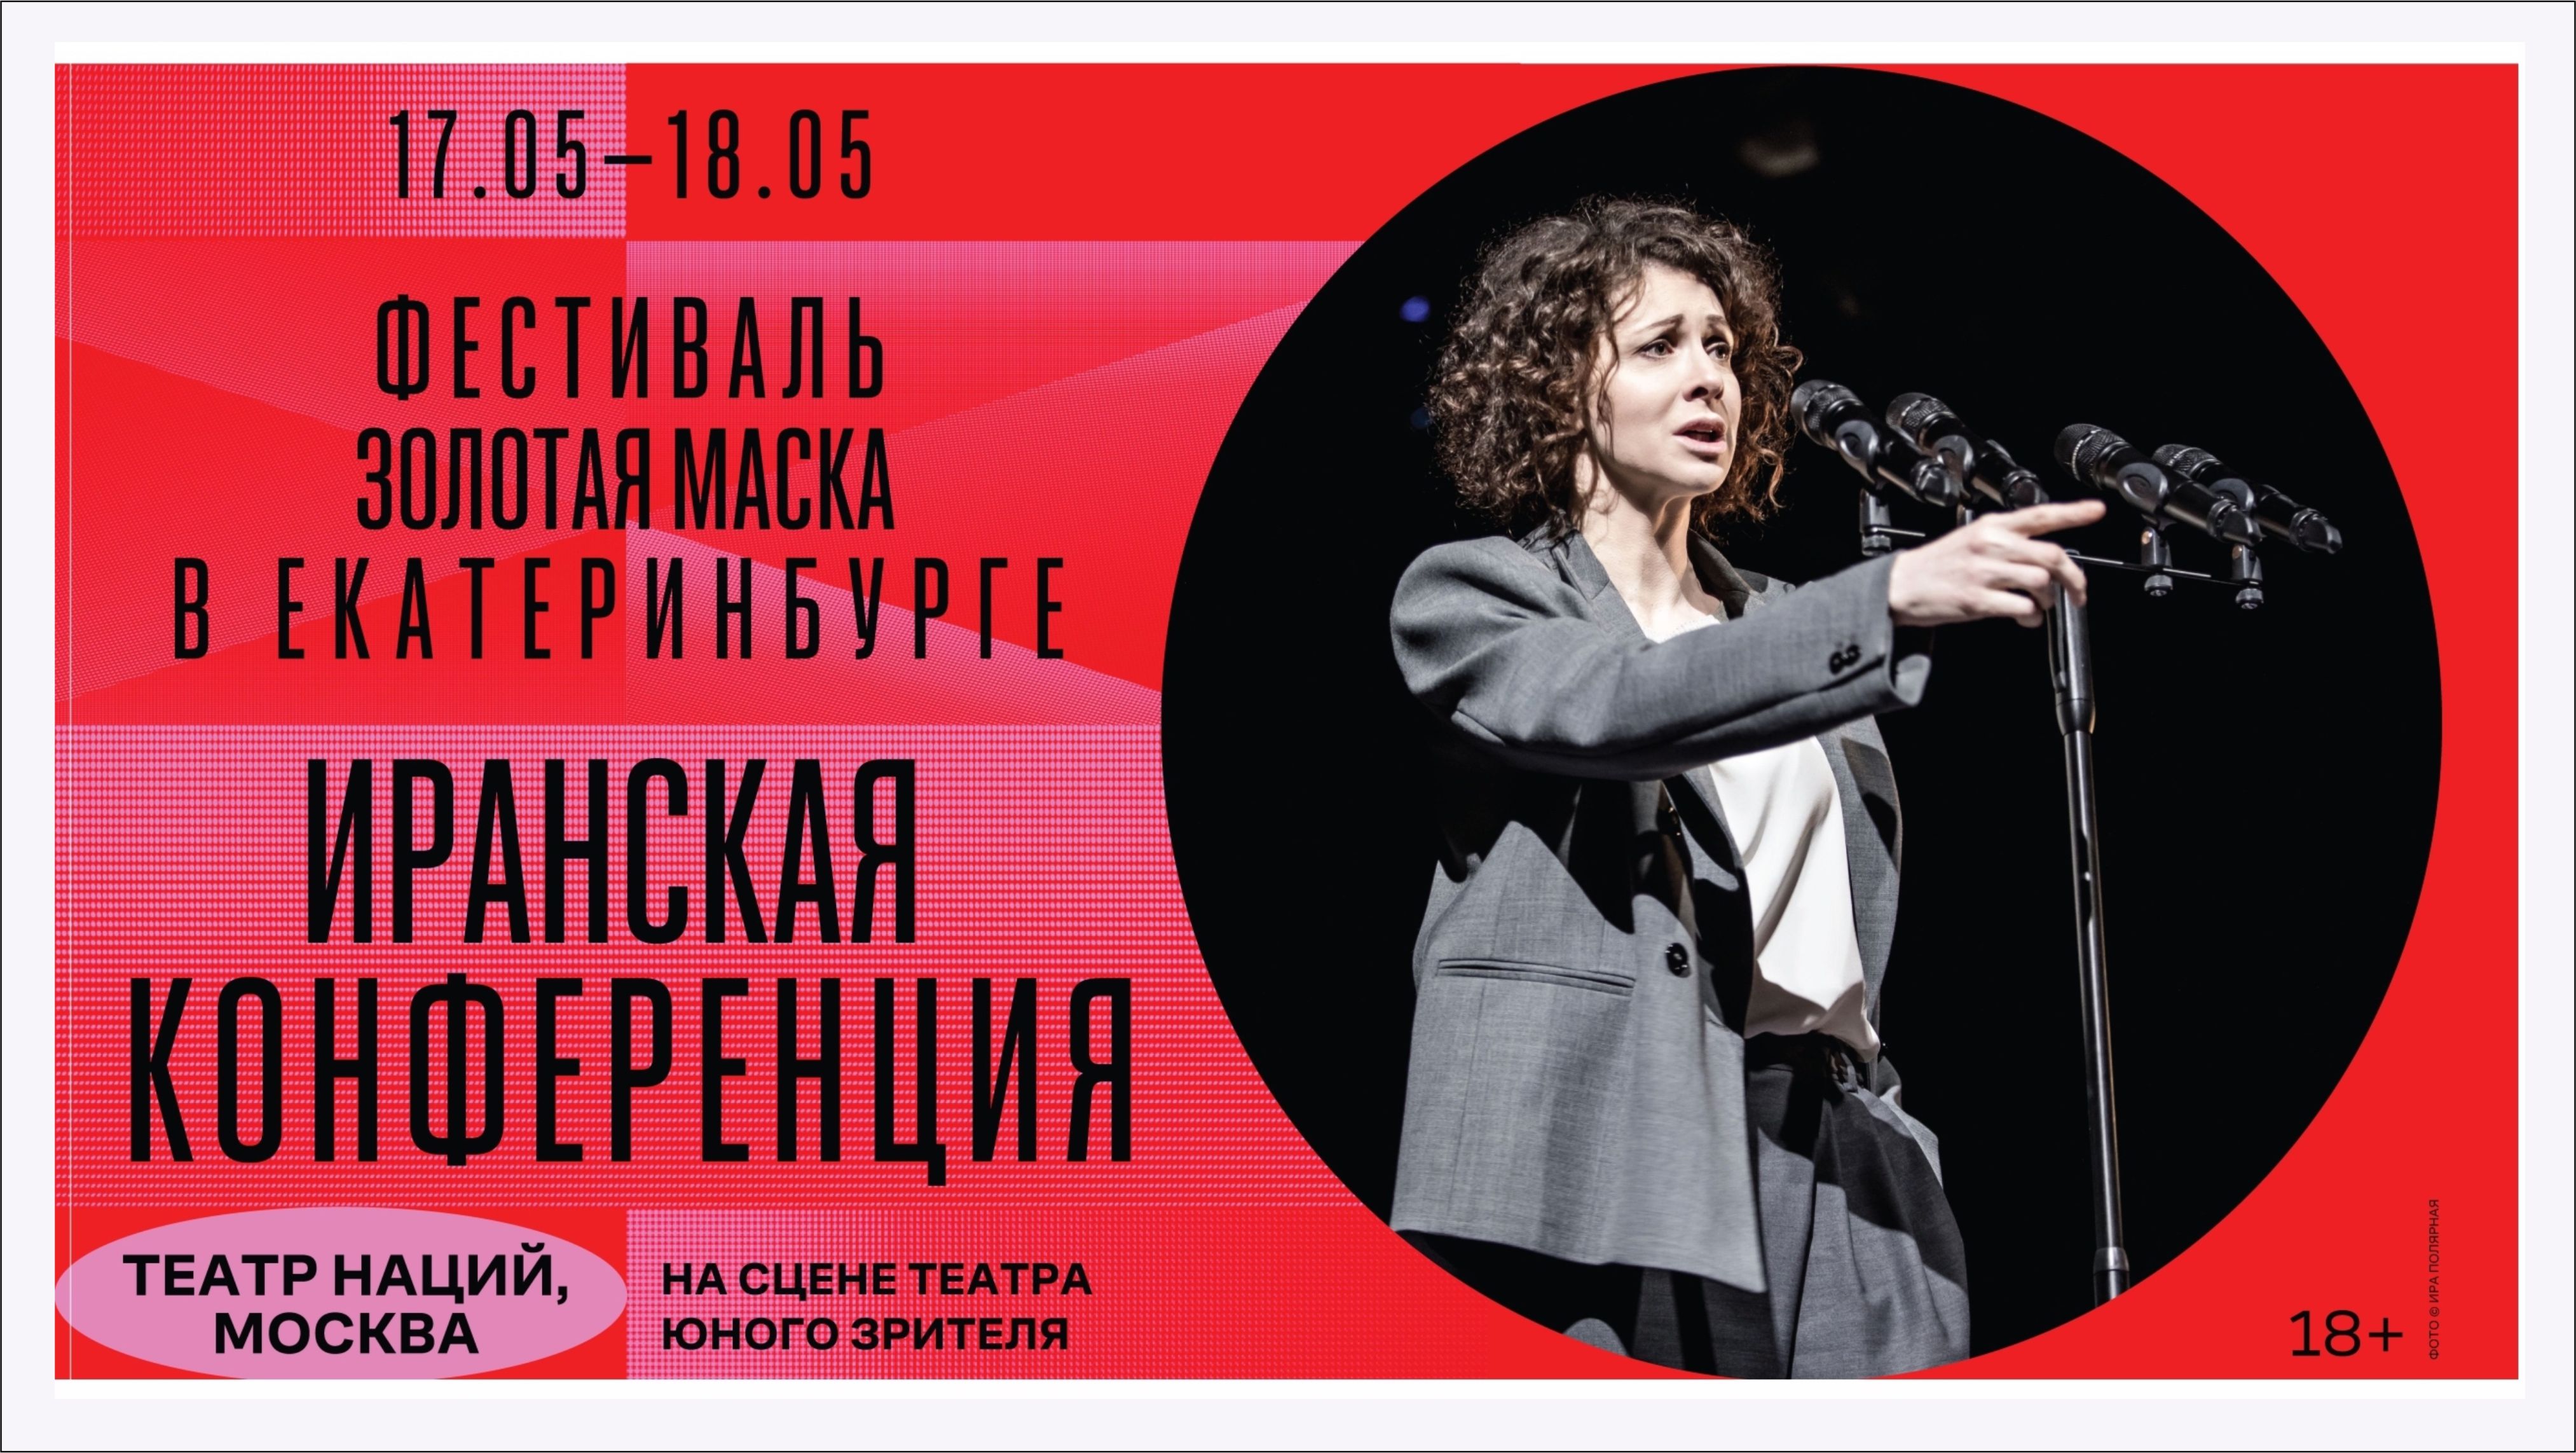 17.05–18.05
ФЕСТИВАЛЬ
ЗОЛОТАЯ МАСКА
В ЕКАТЕРИНБУРГЕ
ИРАНСКАЯ
КОНФЕРЕНЦИЯ
ТЕАТР НАЦИЙ,
МОСКВА
НА СЦЕНЕ ТЕАТРА
ЮНОГО ЗРИТЕЛЯ
18+
ФОТО © ИРА ПОЛЯРНАЯ